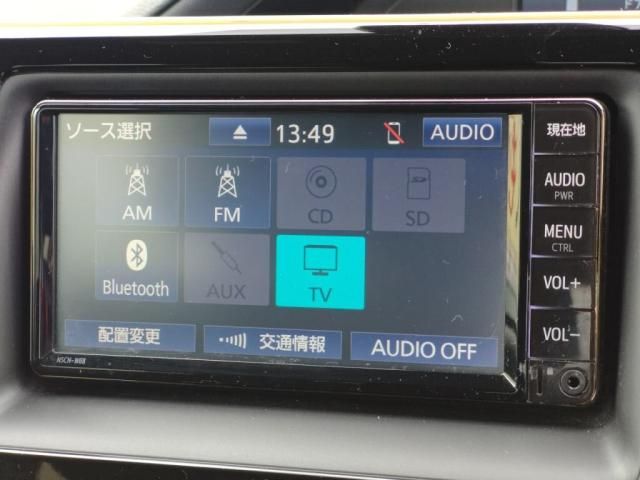 ソース選択 13:49 AUDIO
AM FM CD SD
Bluetooth AUX TV
配置変更 交通情報 AUDIO OFF
NSCN-W68
現在地
AUDIO
PWR
MENU
CTRL
VOL+
VOL-